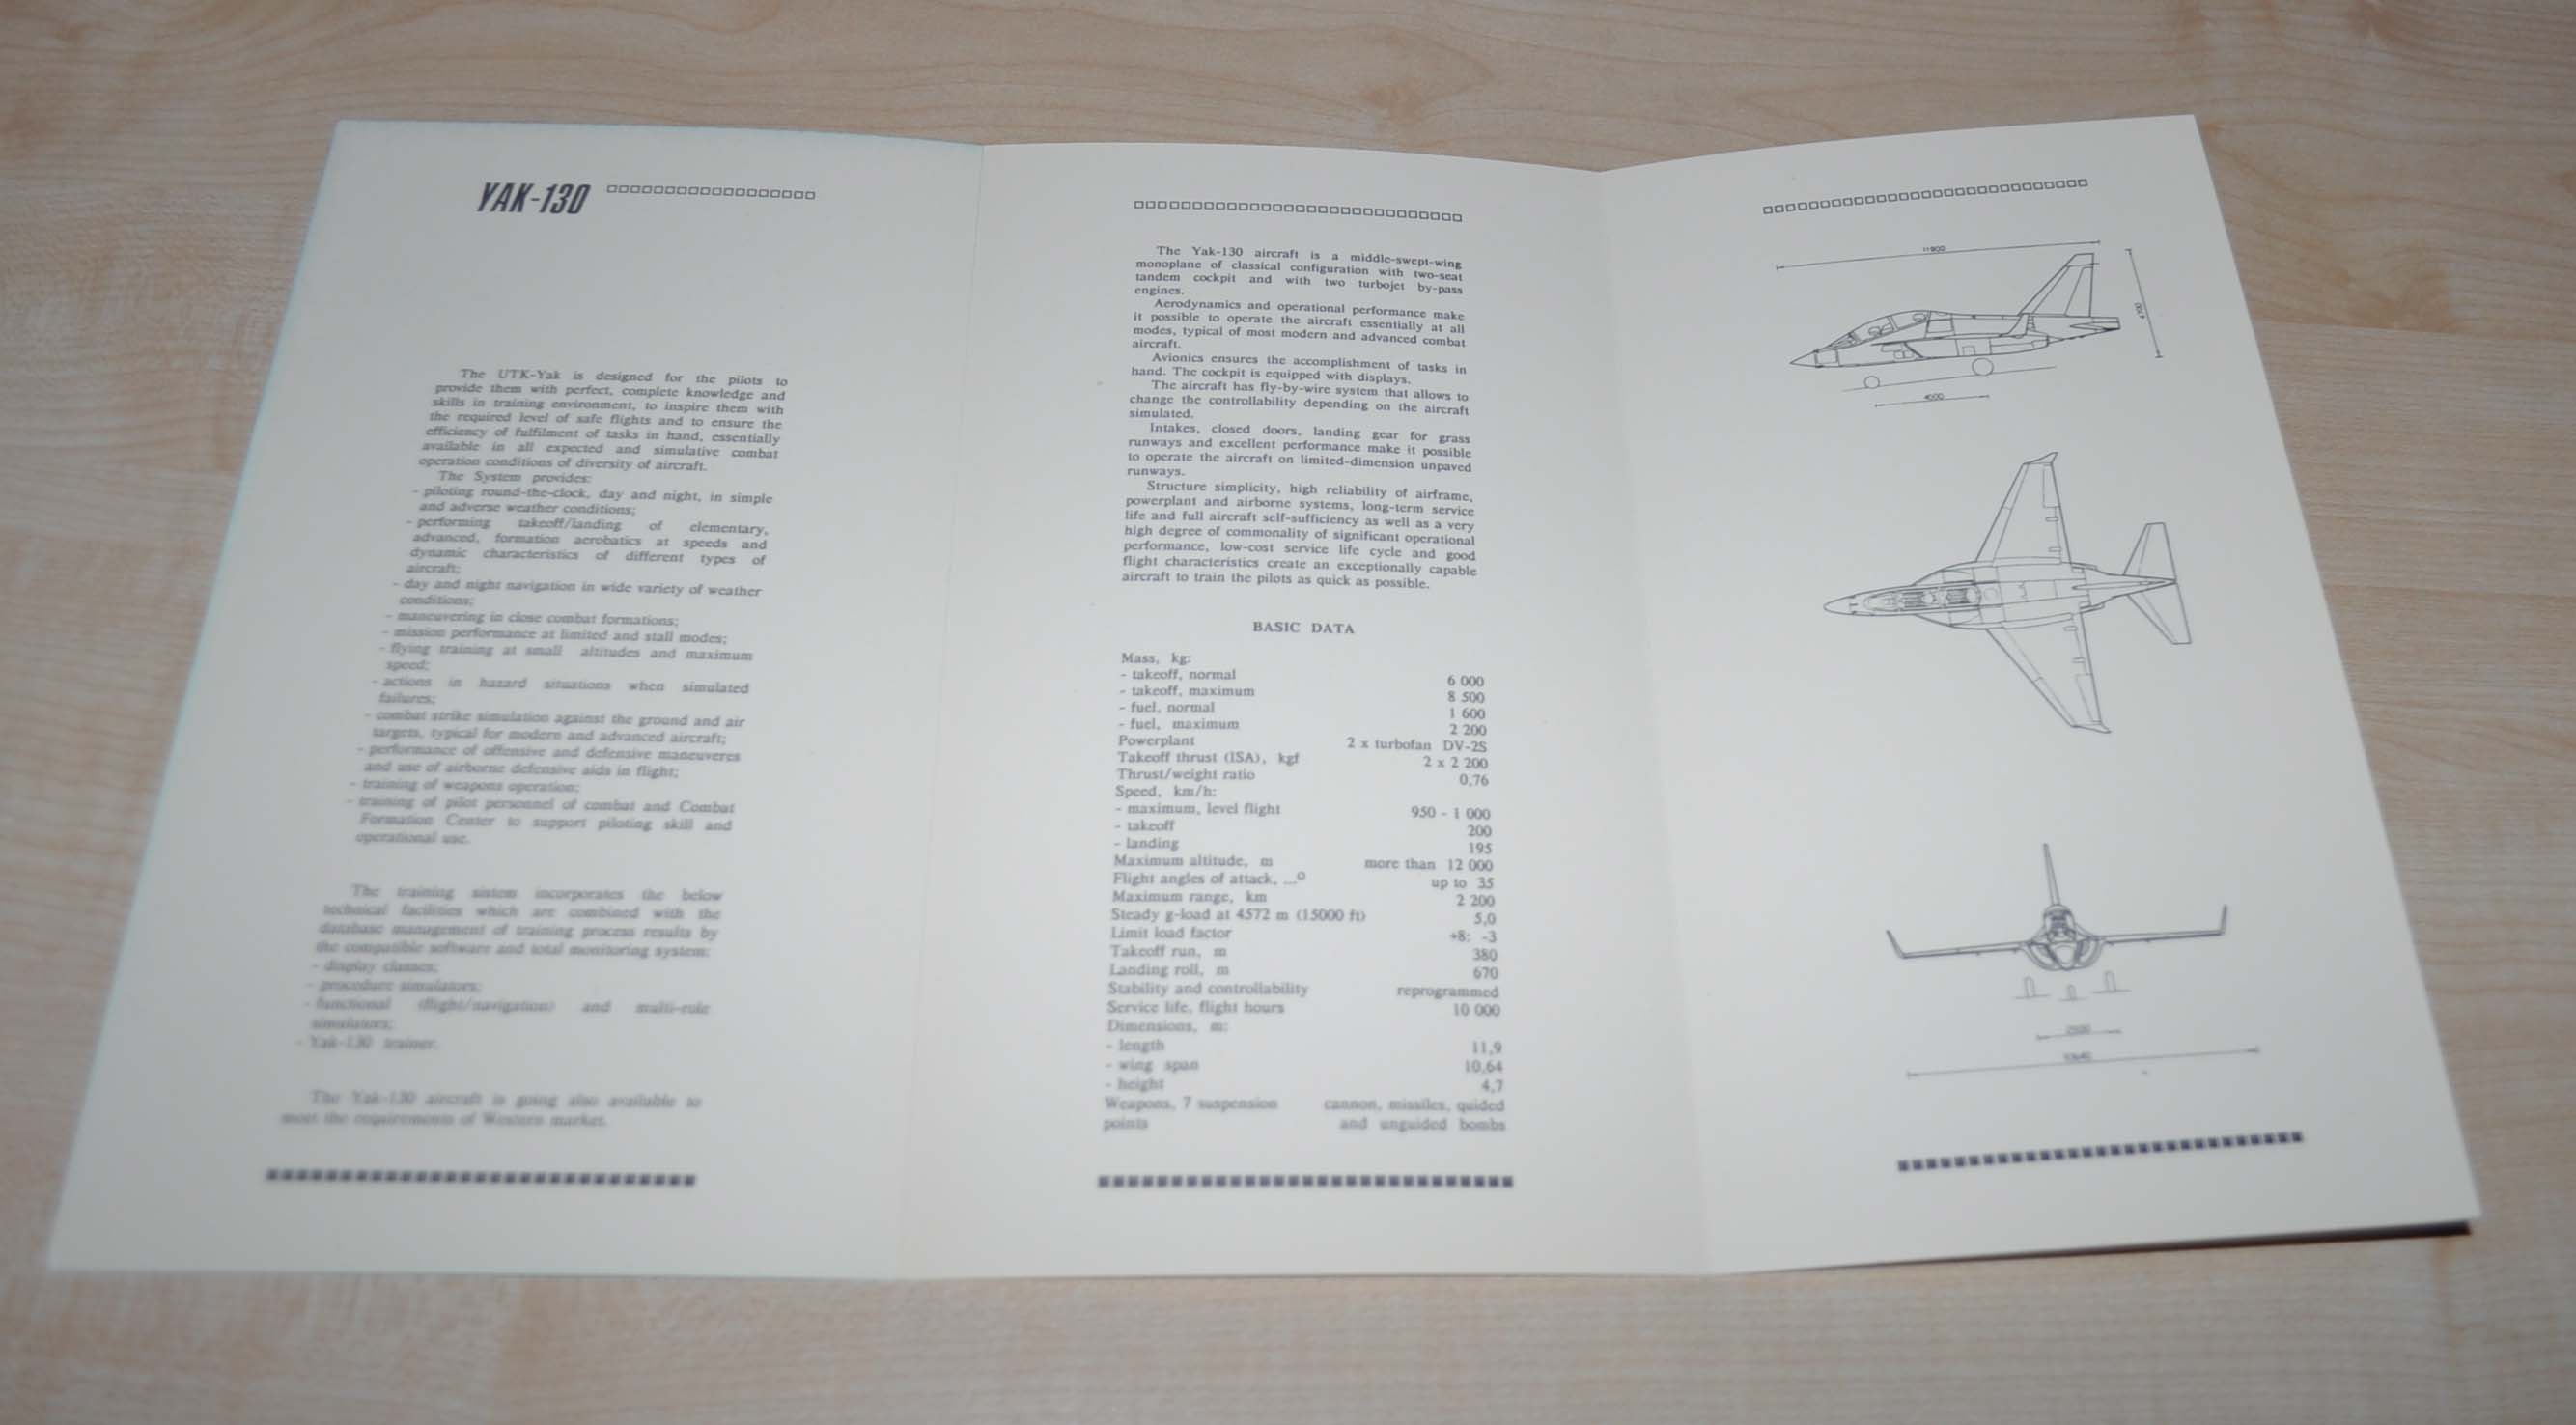 YAK-130
The UTK-Yak is designed for the pilots to
provide them with perfect, complete knowledge and
skills in training environment, to inspire them with
the required level of safe flights and to ensure the
efficiency of fulfilment of tasks in hand, essentially
available in all expected and simulative combat
operation conditions of diversity of aircraft.
The System provides:
- piloting round-the-clock, day and night, in simple
and adverse weather conditions;
- performing takeoff/landing of elementary,
advanced, formation aerobatics at speeds and
dynamic characteristics of different types of
aircraft;
- day and night navigation in wide variety of weather
conditions;
- maneuvering in close combat formations;
- mission performance at limited and stall modes;
- flying training at small altitudes and maximum
speed;
- actions in hazard situations when simulated
failures;
- combat strike simulation against the ground and air
targets, typical for modern and advanced aircraft;
- performance of offensive and defensive maneuveres
and use of airborne defensive aids in flight;
- training of weapons operation;
- training of pilot personnel of combat and Combat
Formation Center to support piloting skill and
operational use.
The training sistem incorporates the below
technical facilities which are combined with the
database management of training process results by
the compatible software and total monitoring system:
- display classes;
- procedure simulators;
- functional (flight/navigation) and multi-role
simulators;
- Yak-130 trainer.
The Yak-130 aircraft is going also available to
meet the requirements of Western market.
The Yak-130 aircraft is a middle-swept-wing
monoplane of classical configuration with two-seat
tandem cockpit and with two turbojet by-pass
engines.
Aerodynamics and operational performance make
it possible to operate the aircraft essentially at all
modes, typical of most modern and advanced combat
aircraft.
Avionics ensures the accomplishment of tasks in
hand. The cockpit is equipped with displays.
The aircraft has fly-by-wire system that allows to
change the controllability depending on the aircraft
simulated.
Intakes, closed doors, landing gear for grass
runways and excellent performance make it possible
to operate the aircraft on limited-dimension unpaved
runways.
Structure simplicity, high reliability of airframe,
powerplant and airborne systems, long-term service
life and full aircraft self-sufficiency as well as a very
high degree of commonality of significant operational
performance, low-cost service life cycle and good
flight characteristics create an exceptionally capable
aircraft to train the pilots as quick as possible.
BASIC DATA
Mass, kg:
- takeoff, normal 6 000
- takeoff, maximum 8 500
- fuel, normal 1 600
- fuel, maximum 2 200
Powerplant 2 x turbofan DV-2S
Takeoff thrust (ISA), kgf 2 x 2 200
Thrust/weight ratio 0,76
Speed, km/h:
- maximum, level flight 950 - 1 000
- takeoff 200
- landing 195
Maximum altitude, m more than 12 000
Flight angles of attack, ...° up to 35
Maximum range, km 2 200
Steady g-load at 4572 m (15000 ft) 5,0
Limit load factor +8; -3
Takeoff run, m 380
Landing roll, m 670
Stability and controllability reprogrammed
Service life, flight hours 10 000
Dimensions, m:
- length 11,9
- wing span 10,64
- height 4,7
Weapons, 7 suspension cannon, missiles, quided
points and unguided bombs
11900
4700
4000
2500
10640